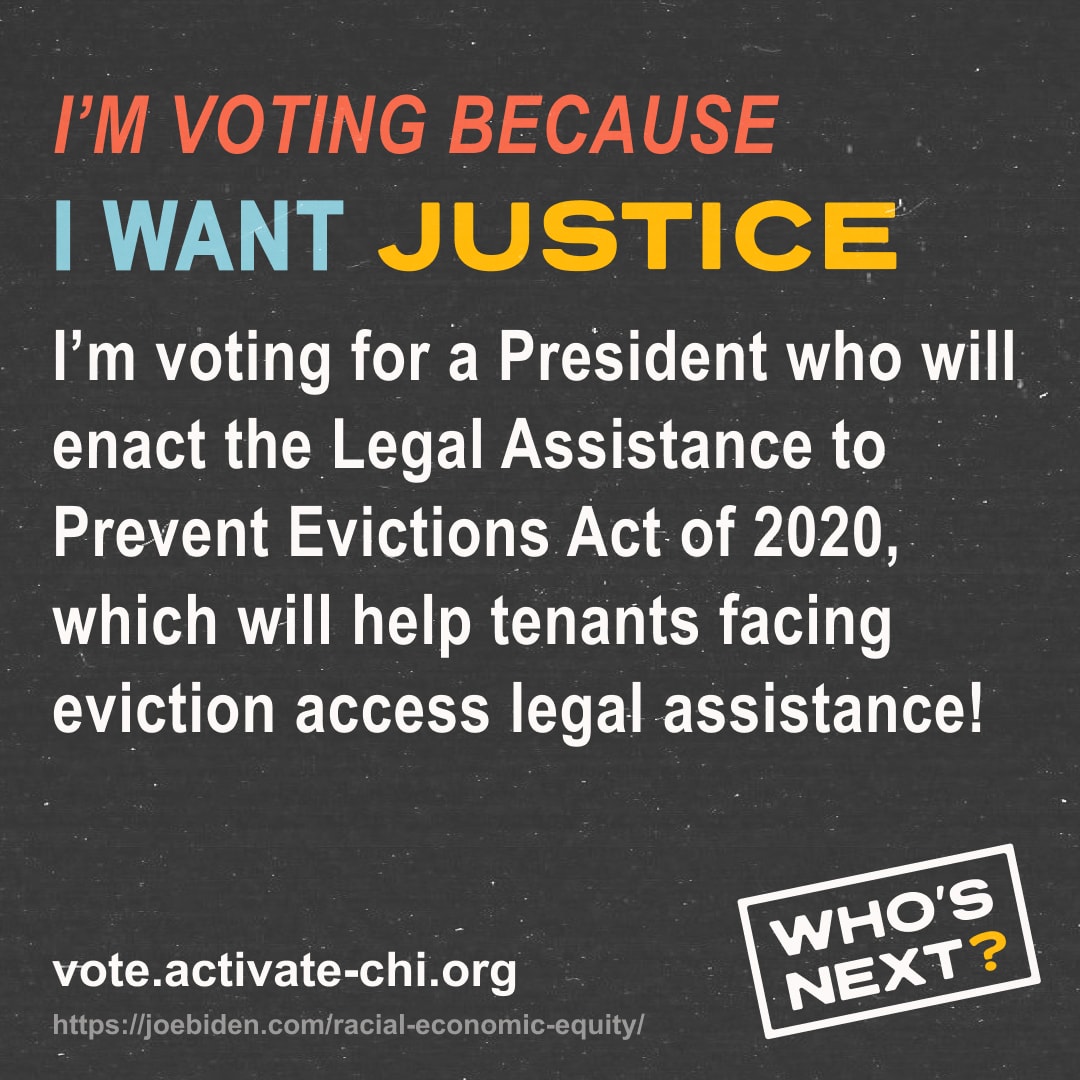 I'M VOTING BECAUSE
I WANT JUSTICE
I'm voting for a President who will
enact the Legal Assistance to
Prevent Evictions Act of 2020,
which will help tenants facing
eviction access legal assistance!
WHO'S
NEXT?
vote.activate-chi.org
https://joebiden.com/racial-economic-equity/